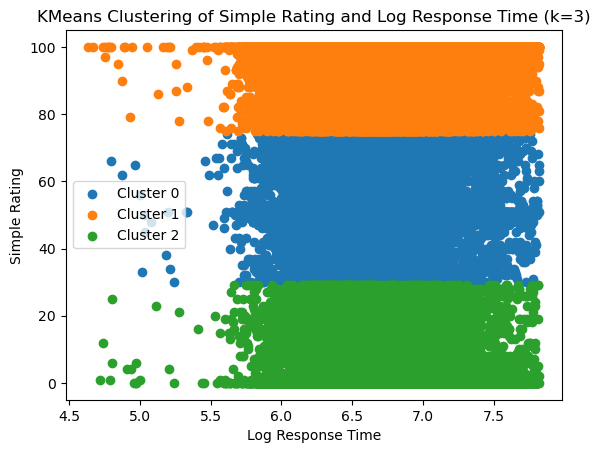 KMeans Clustering of Simple Rating and Log Response Time (k=3)
100
80
60
40
20
0
Simple Rating
Cluster 0
Cluster 1
Cluster 2
4.5 5.0 5.5 6.0 6.5 7.0 7.5
Log Response Time